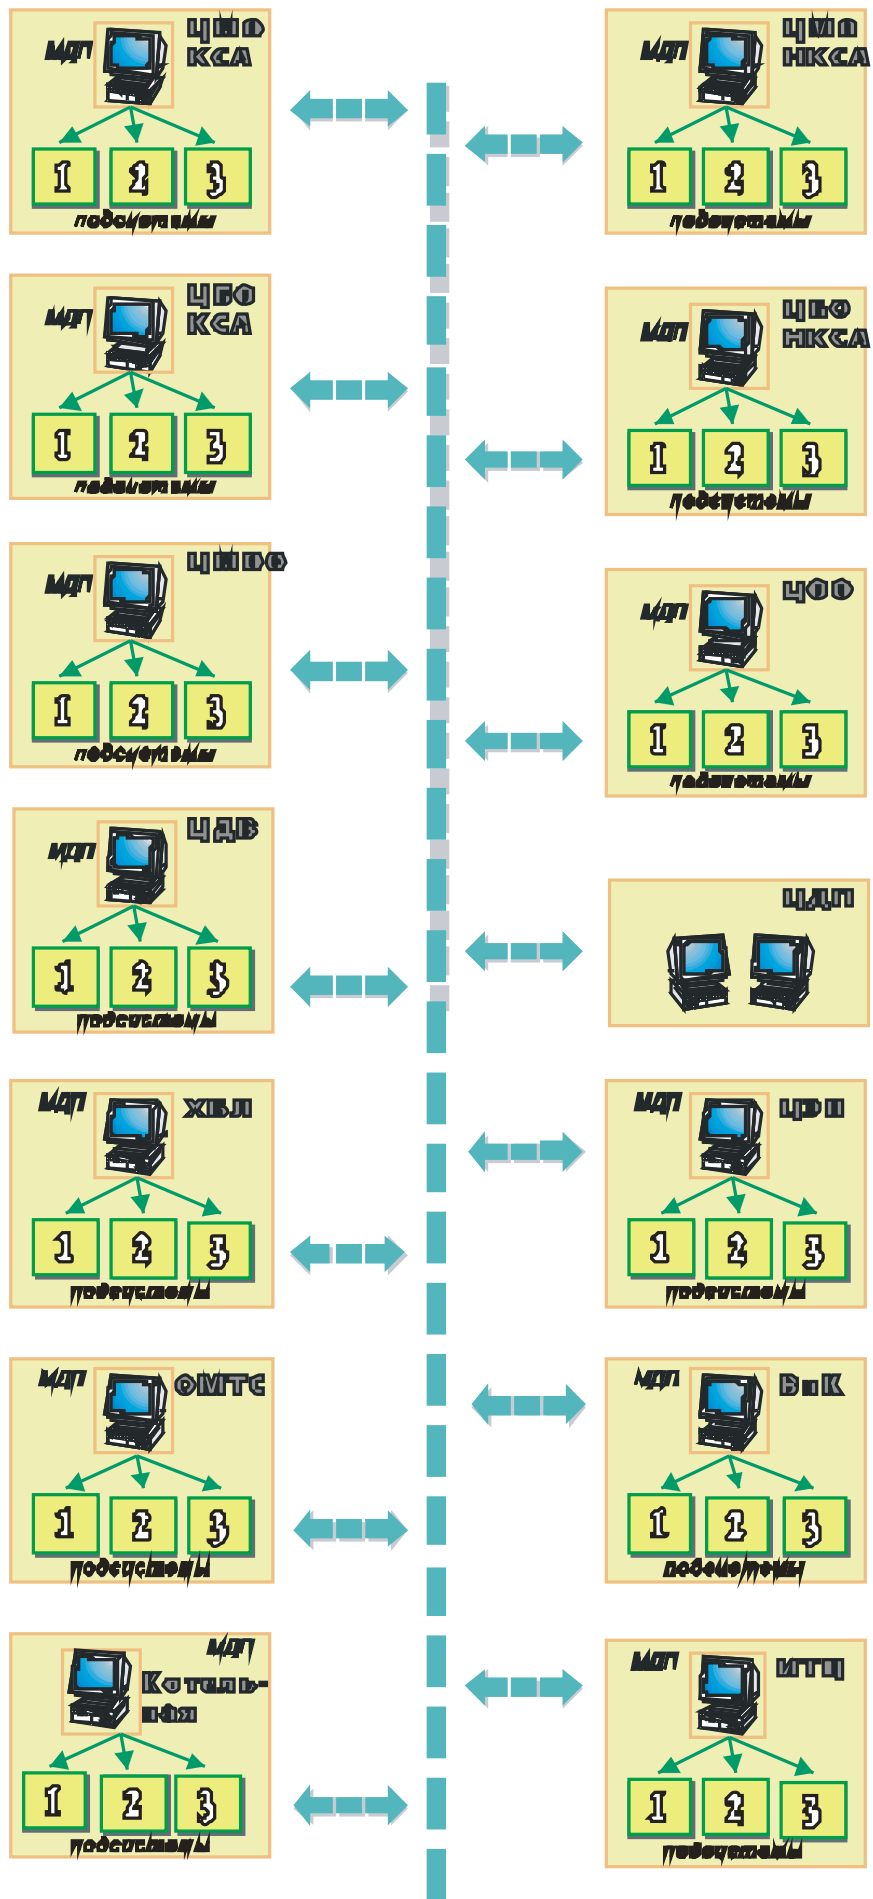 МДП
ЦМО
КСА
1 2 3
подсистемы
МДП
ЦМО
НКСА
1 2 3
подсистемы
МДП
ЦБО
КСА
1 2 3
подсистемы
МДП
ЦБО
НКСА
1 2 3
подсистемы
МДП
1 2 3
подсистемы
МДП
ЦОО
1 2 3
подсистемы
МДП
ЦДВ
1 2 3
подсистемы
ЦДП
МДП
ХВЛ
1 2 3
подсистемы
МДП
1 2 3
подсистемы
МДП
ОМТС
1 2 3
подсистемы
МДП
ВиК
1 2 3
подсистемы
МДП
Котель-
ная
1 2 3
подсистемы
МДП
ИТЦ
1 2 3
подсистемы